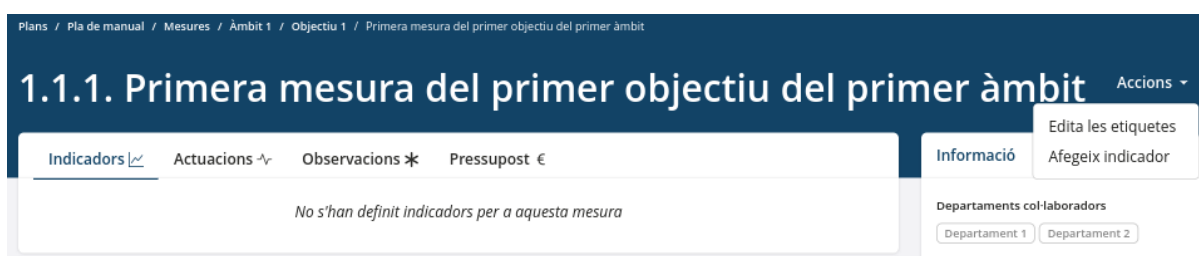 Plans / Pla de manual / Mesures / Àmbit 1 / Objectiu 1 / Primera mesura del primer objectiu del primer àmbit
1.1.1. Primera mesura del primer objectiu del primer àmbit
Accions
Edita les etiquetes
Afegeix indicador
Indicadors Actuacions Observacions Pressupost €
No s'han definit indicadors per a aquesta mesura
Informació
Departaments col·laboradors
Departament 1 Departament 2